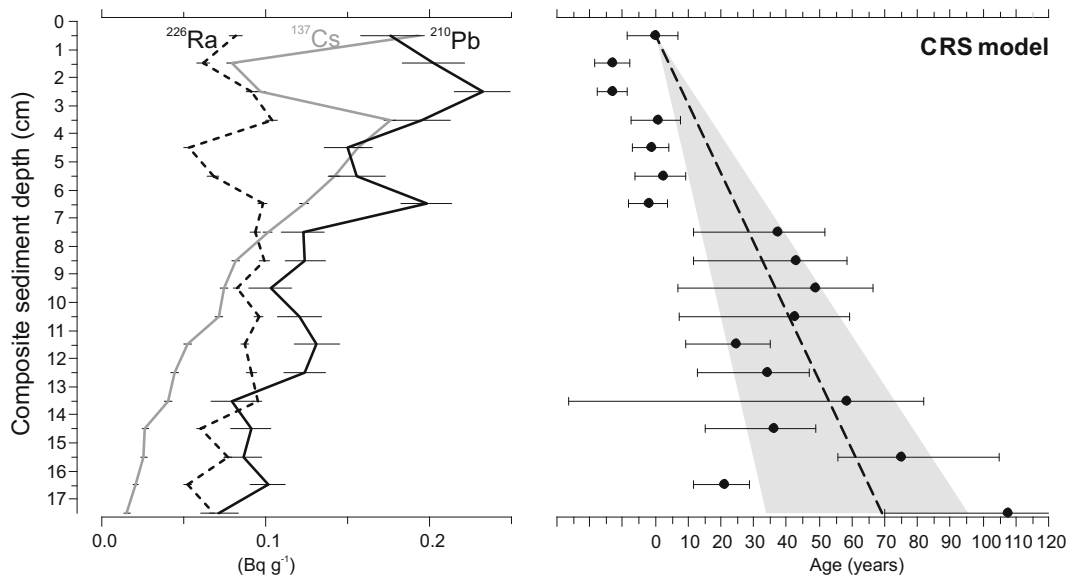 ²²⁶Ra
¹³⁷Cs
²¹⁰Pb
CRS model
Composite sediment depth (cm)
0
1
2
3
4
5
6
7
8
9
10
11
12
13
14
15
16
17
0.0
0.1
0.2
(Bq g⁻¹)
0 10 20 30 40 50 60 70 80 90 100 110 120
Age (years)